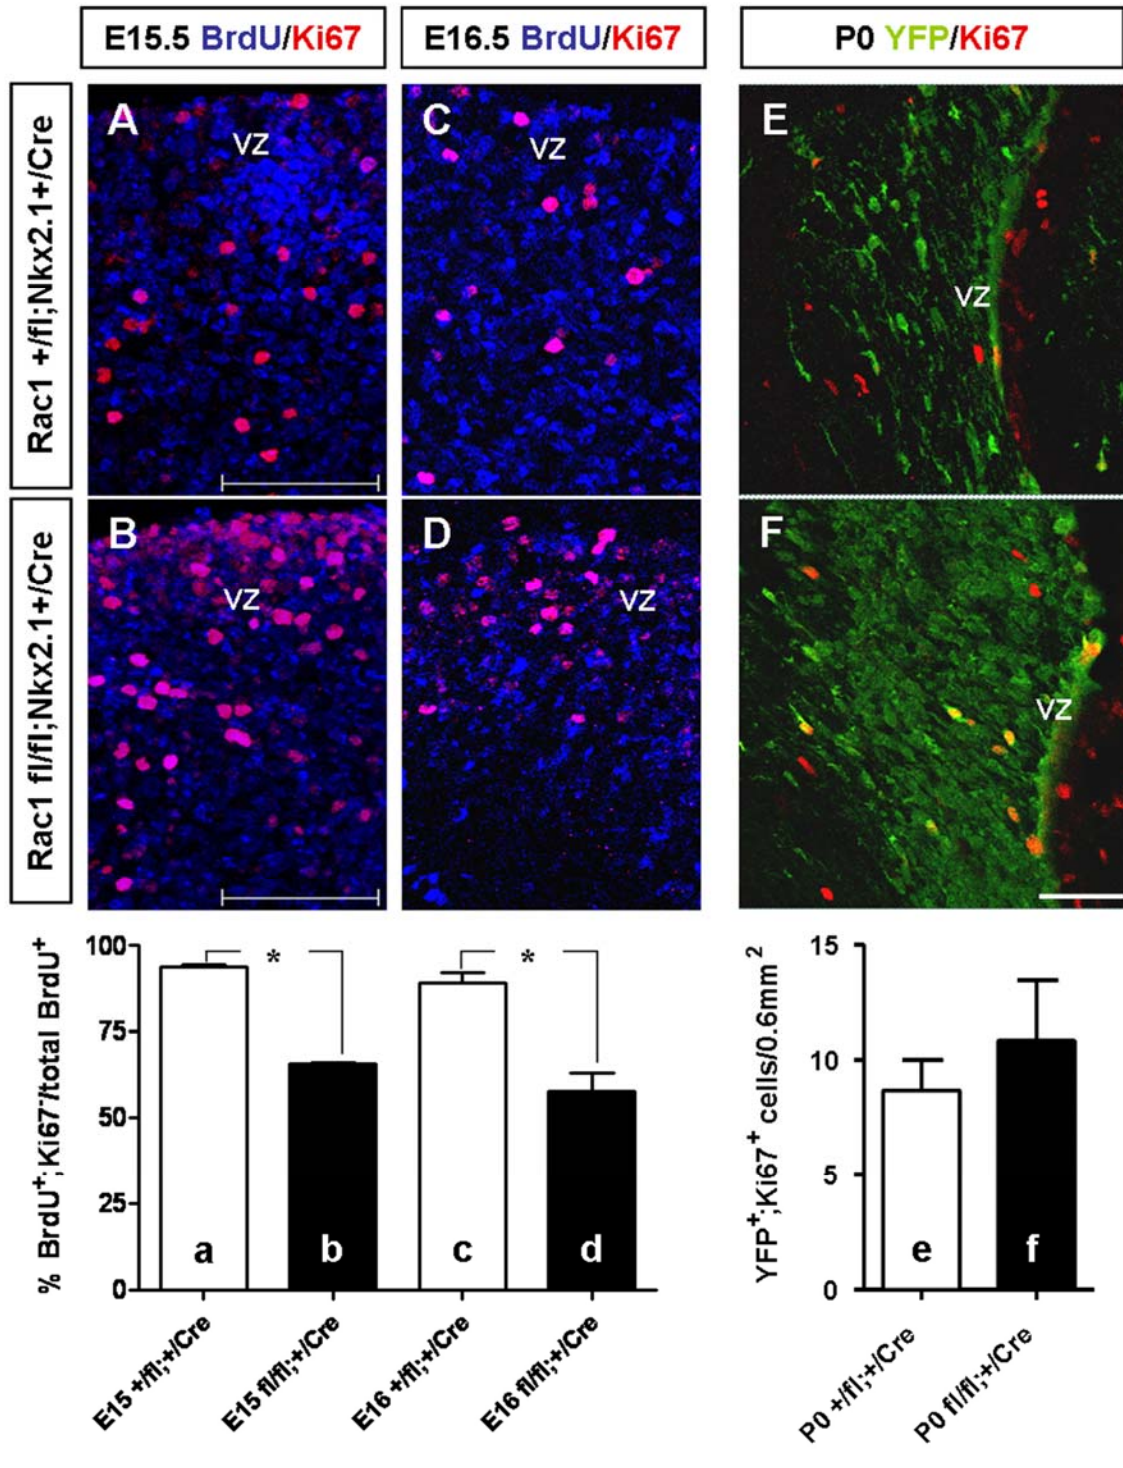 E15.5 BrdU/Ki67
E16.5 BrdU/Ki67
P0 YFP/Ki67
Rac1 +/fl;Nkx2.1+/Cre
A
VZ
C
VZ
E
VZ
Rac1 fl/fl;Nkx2.1+/Cre
B
VZ
D
VZ
F
VZ
% BrdU⁺;Ki67⁻/total BrdU⁺
100
75
50
25
0
*
*
a
b
c
d
E15 +/fl;+/Cre
E15 fl/fl;+/Cre
E16 +/fl;+/Cre
E16 fl/fl;+/Cre
YFP⁺;Ki67⁺ cells/0.6mm²
15
10
5
0
e
f
P0 +/fl;+/Cre
P0 fl/fl;+/Cre